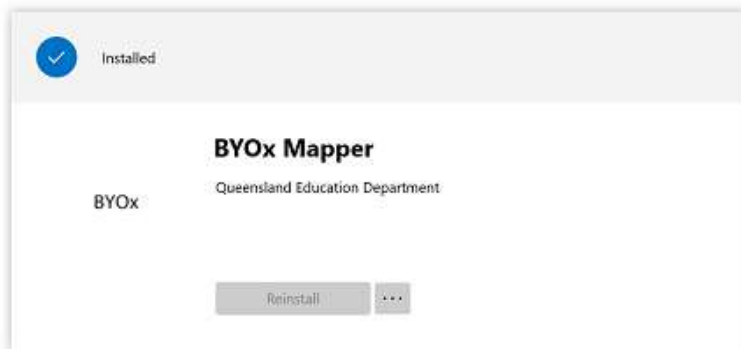 Installed
BYOx Mapper
Queensland Education Department
BYOx
Reinstall
...